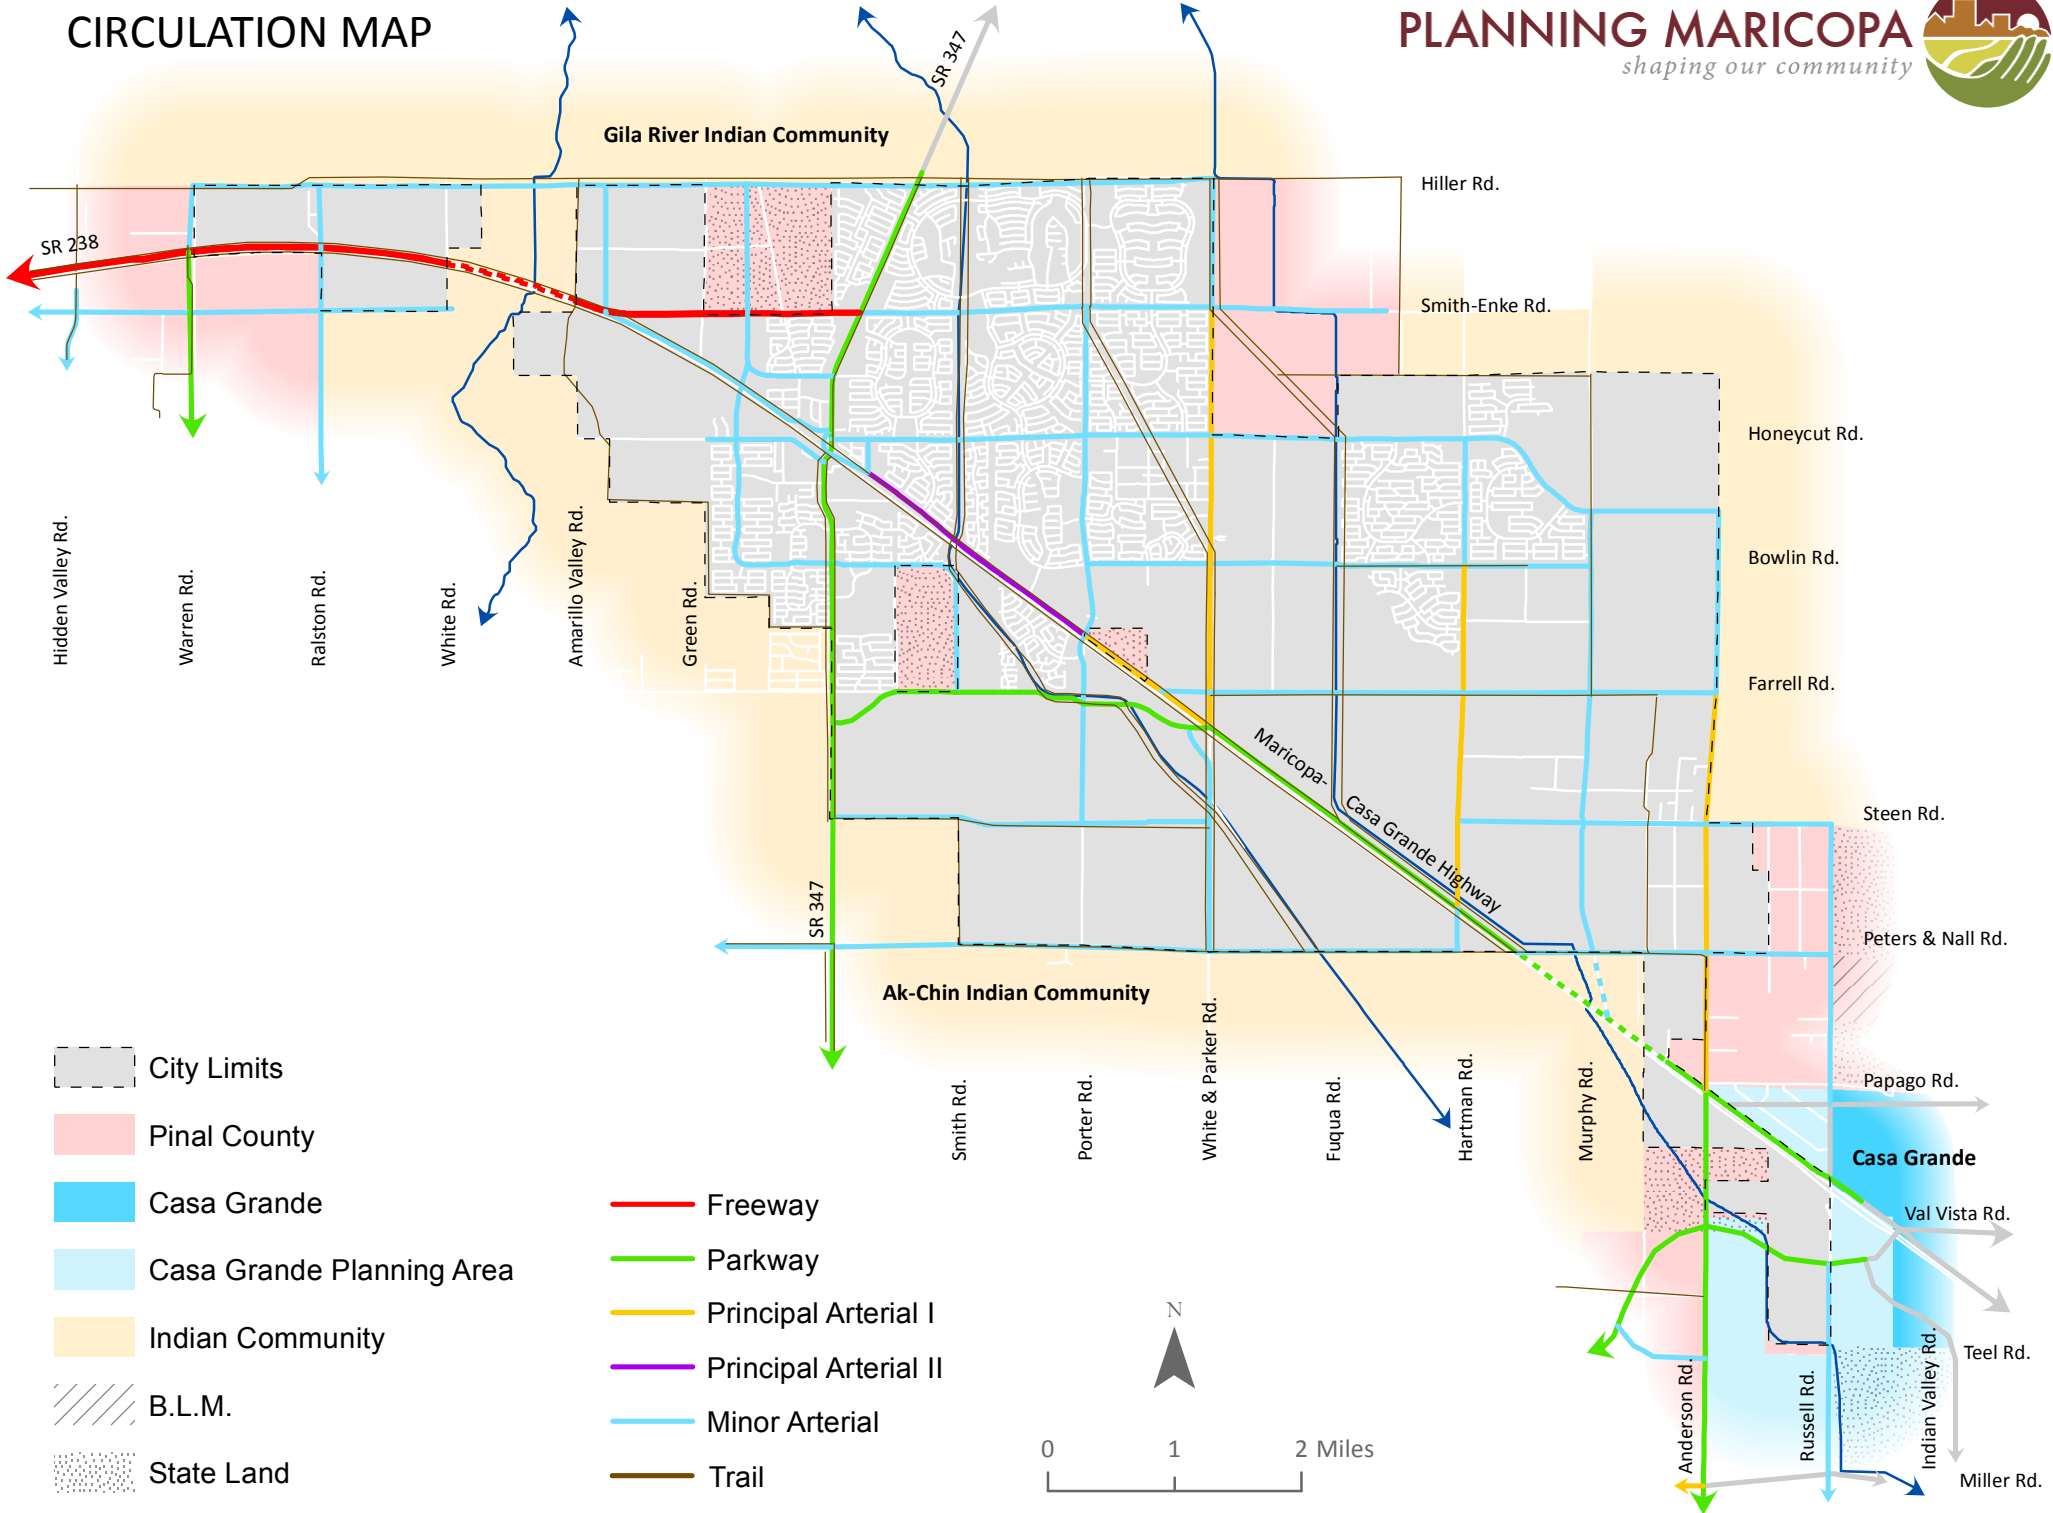 CIRCULATION MAP
PLANNING MARICOPA
shaping our community
SR 347
Gila River Indian Community
Hiller Rd.
SR 238
Smith-Enke Rd.
Honeycut Rd.
Bowlin Rd.
Hidden Valley Rd.
Warren Rd.
Ralston Rd.
White Rd.
Amarillo Valley Rd.
Green Rd.
Farrell Rd.
Maricopa-
Casa Grande Highway
Steen Rd.
SR 347
Peters & Nall Rd.
Ak-Chin Indian Community
Smith Rd.
Porter Rd.
White & Parker Rd.
Fuqua Rd.
Hartman Rd.
Murphy Rd.
Papago Rd.
Casa Grande
Val Vista Rd.
Teel Rd.
Anderson Rd.
Russell Rd.
Indian Valley Rd.
Miller Rd.
City Limits
Pinal County
Casa Grande
Casa Grande Planning Area
Indian Community
B.L.M.
State Land
Freeway
Parkway
Principal Arterial I
Principal Arterial II
Minor Arterial
Trail
N
0 1 2 Miles